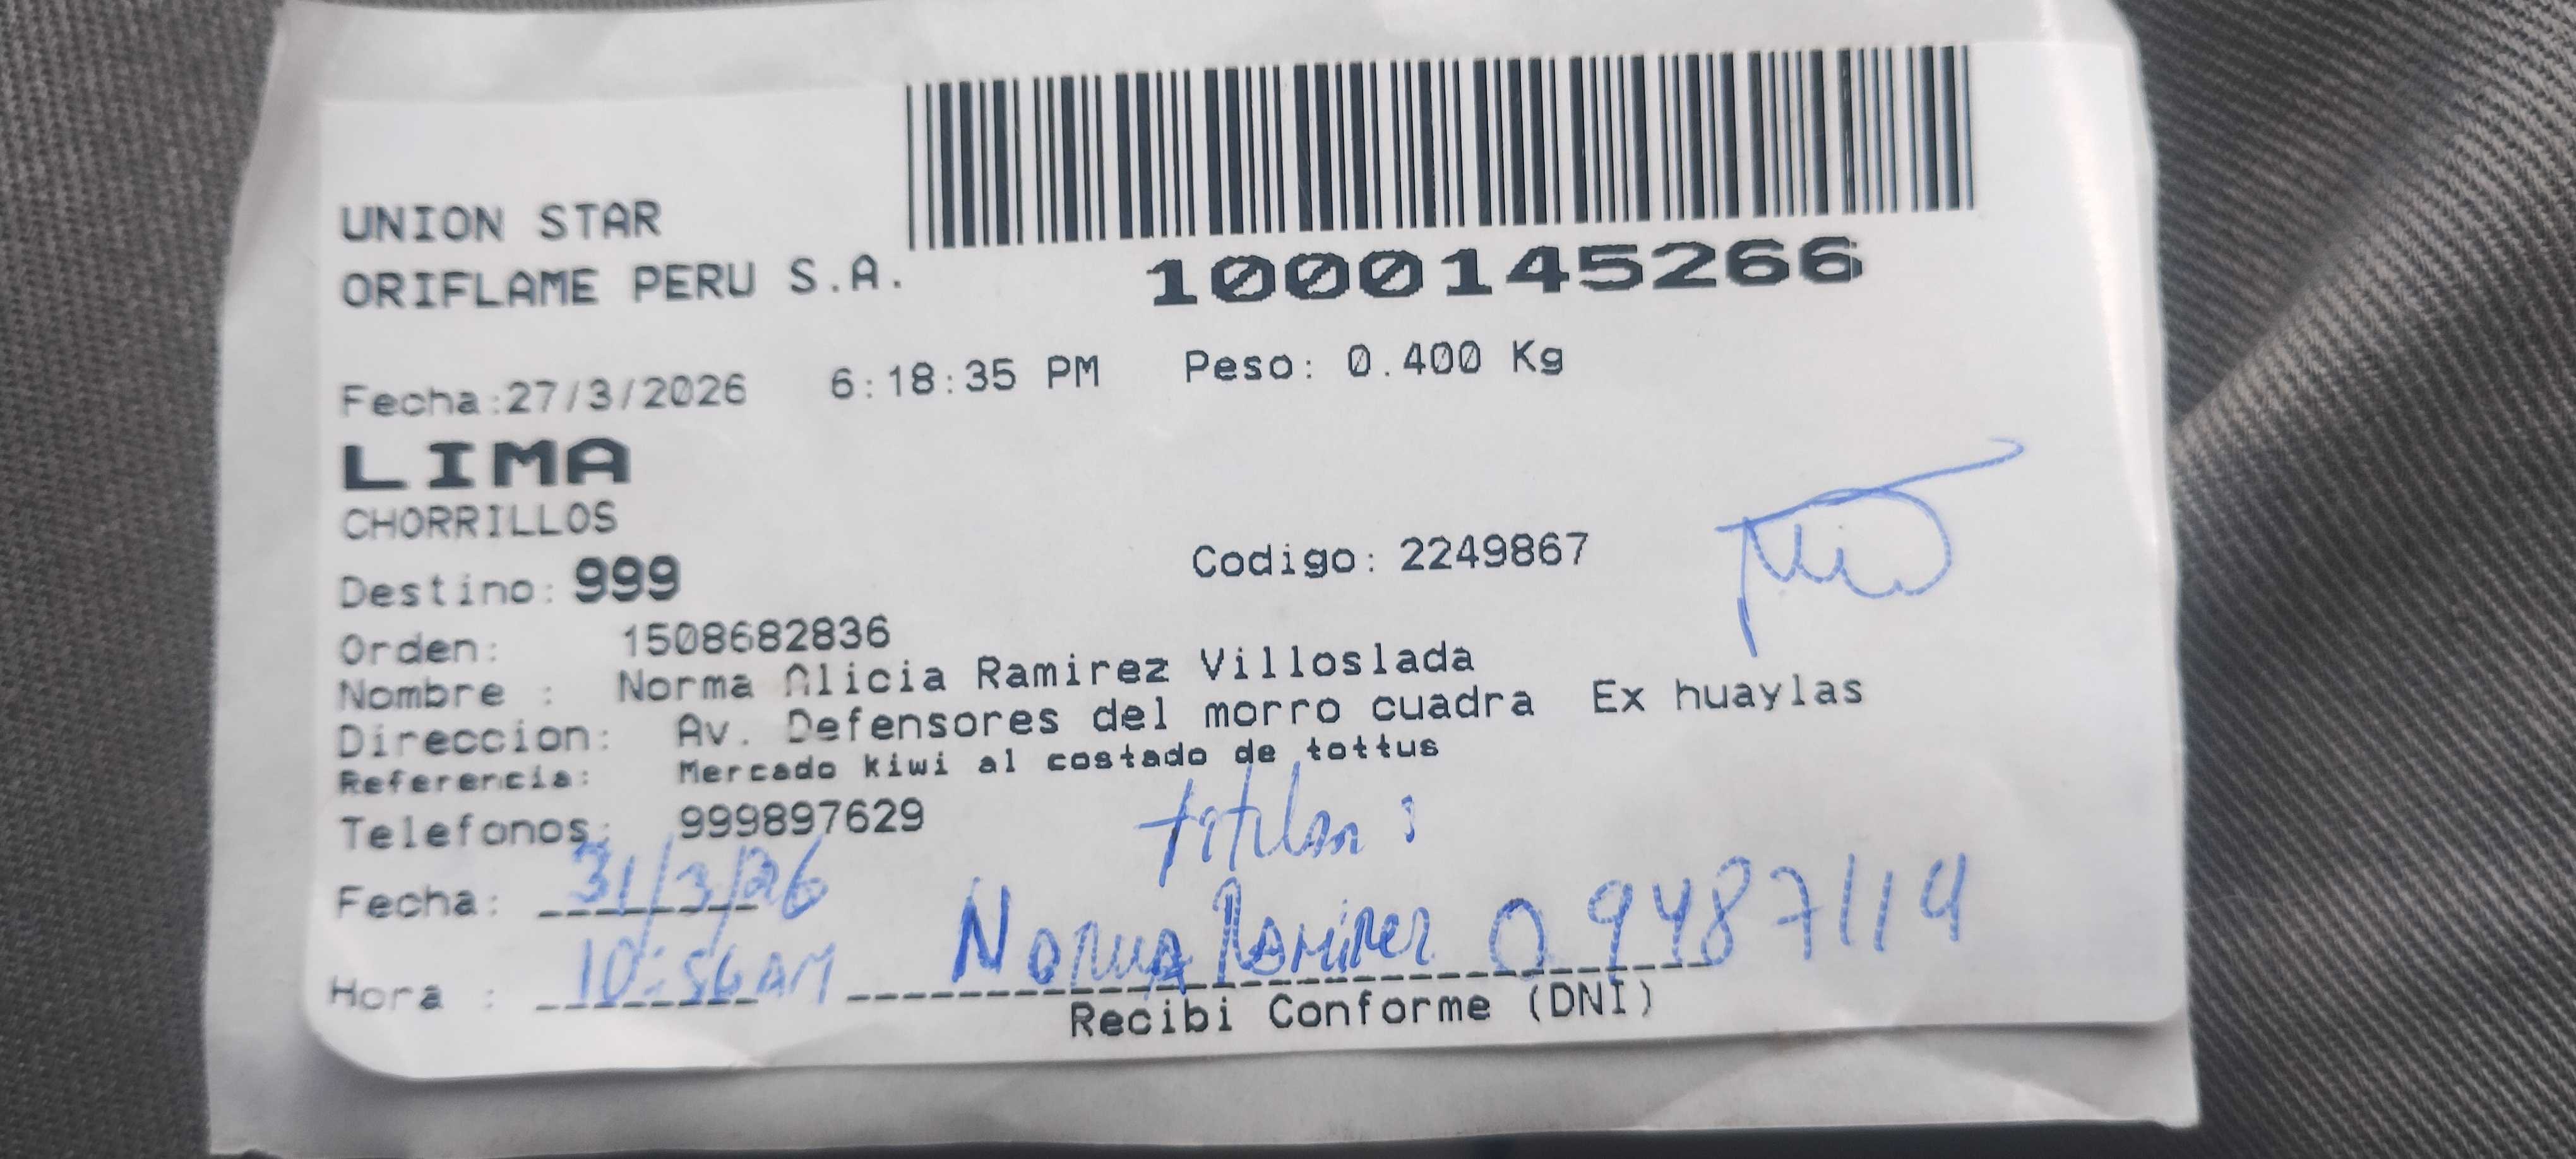 UNION STAR
ORIFLAME PERU S.A.
1000145266
Fecha:27/3/2026 6:18:35 PM Peso: 0.400 Kg
LIMA
CHORRILLOS
Destino: 999 Codigo: 2249867
Orden: 1508682836
Nombre : Norma Alicia Ramirez Villoslada
Direccion: Av. Defensores del morro cuadra Ex huaylas
Referencia: Mercado kiwi al costado de tottus
Telefonos: 999897629
Fecha: 31/3/26
Hora : 10:56 AM Norma Ramirez 09487114
Recibi Conforme (DNI)